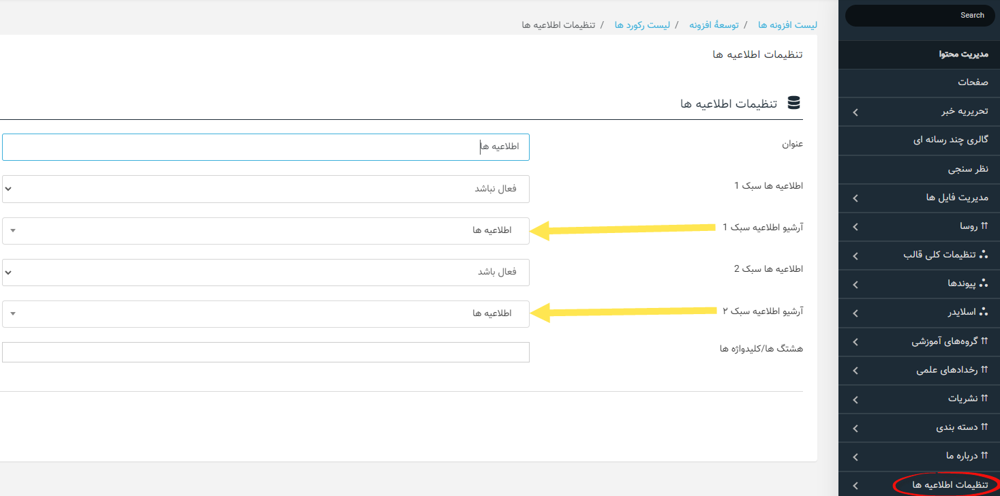 Search
مدیریت محتوا
صفحات
تحریریه خبر
گالری چند رسانه ای
نظر سنجی
مدیریت فایل ها
⇈ روسا
تنظیمات کلی قالب
پیوندها
اسلایدر
⇈ گروه‌های آموزشی
⇈ رخدادهای علمی
⇈ نشریات
⇈ دسته بندی
⇈ درباره ما
تنظیمات اطلاعیه ها
لیست افزونه ها / توسعهٔ افزونه / لیست رکورد ها / تنظیمات اطلاعیه ها
تنظیمات اطلاعیه ها
تنظیمات اطلاعیه ها
عنوان
اطلاعیه ها
اطلاعیه ها سبک 1
فعال نباشد
آرشیو اطلاعیه سبک 1
اطلاعیه ها
اطلاعیه ها سبک 2
فعال باشد
آرشیو اطلاعیه سبک ۲
اطلاعیه ها
هشتگ ها/کلیدواژه ها